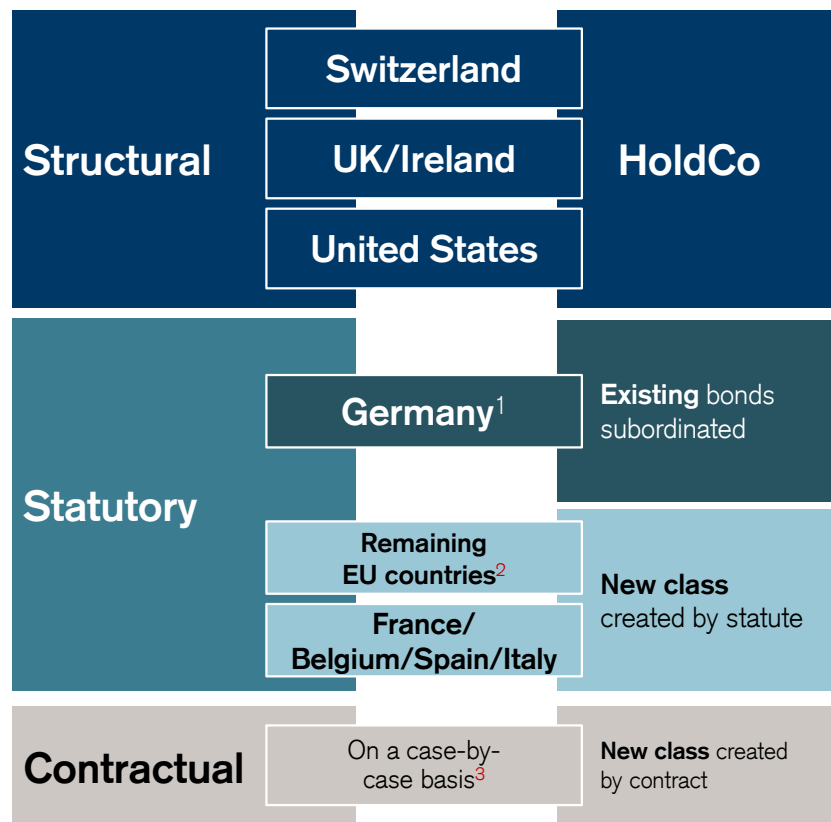 Structural
Switzerland
UK/Ireland
United States
HoldCo
Statutory
Germany1
Existing bonds
subordinated
Remaining
EU countries2
France/
Belgium/Spain/Italy
New class
created by statute
Contractual
On a case-by-
case basis3
New class created
by contract